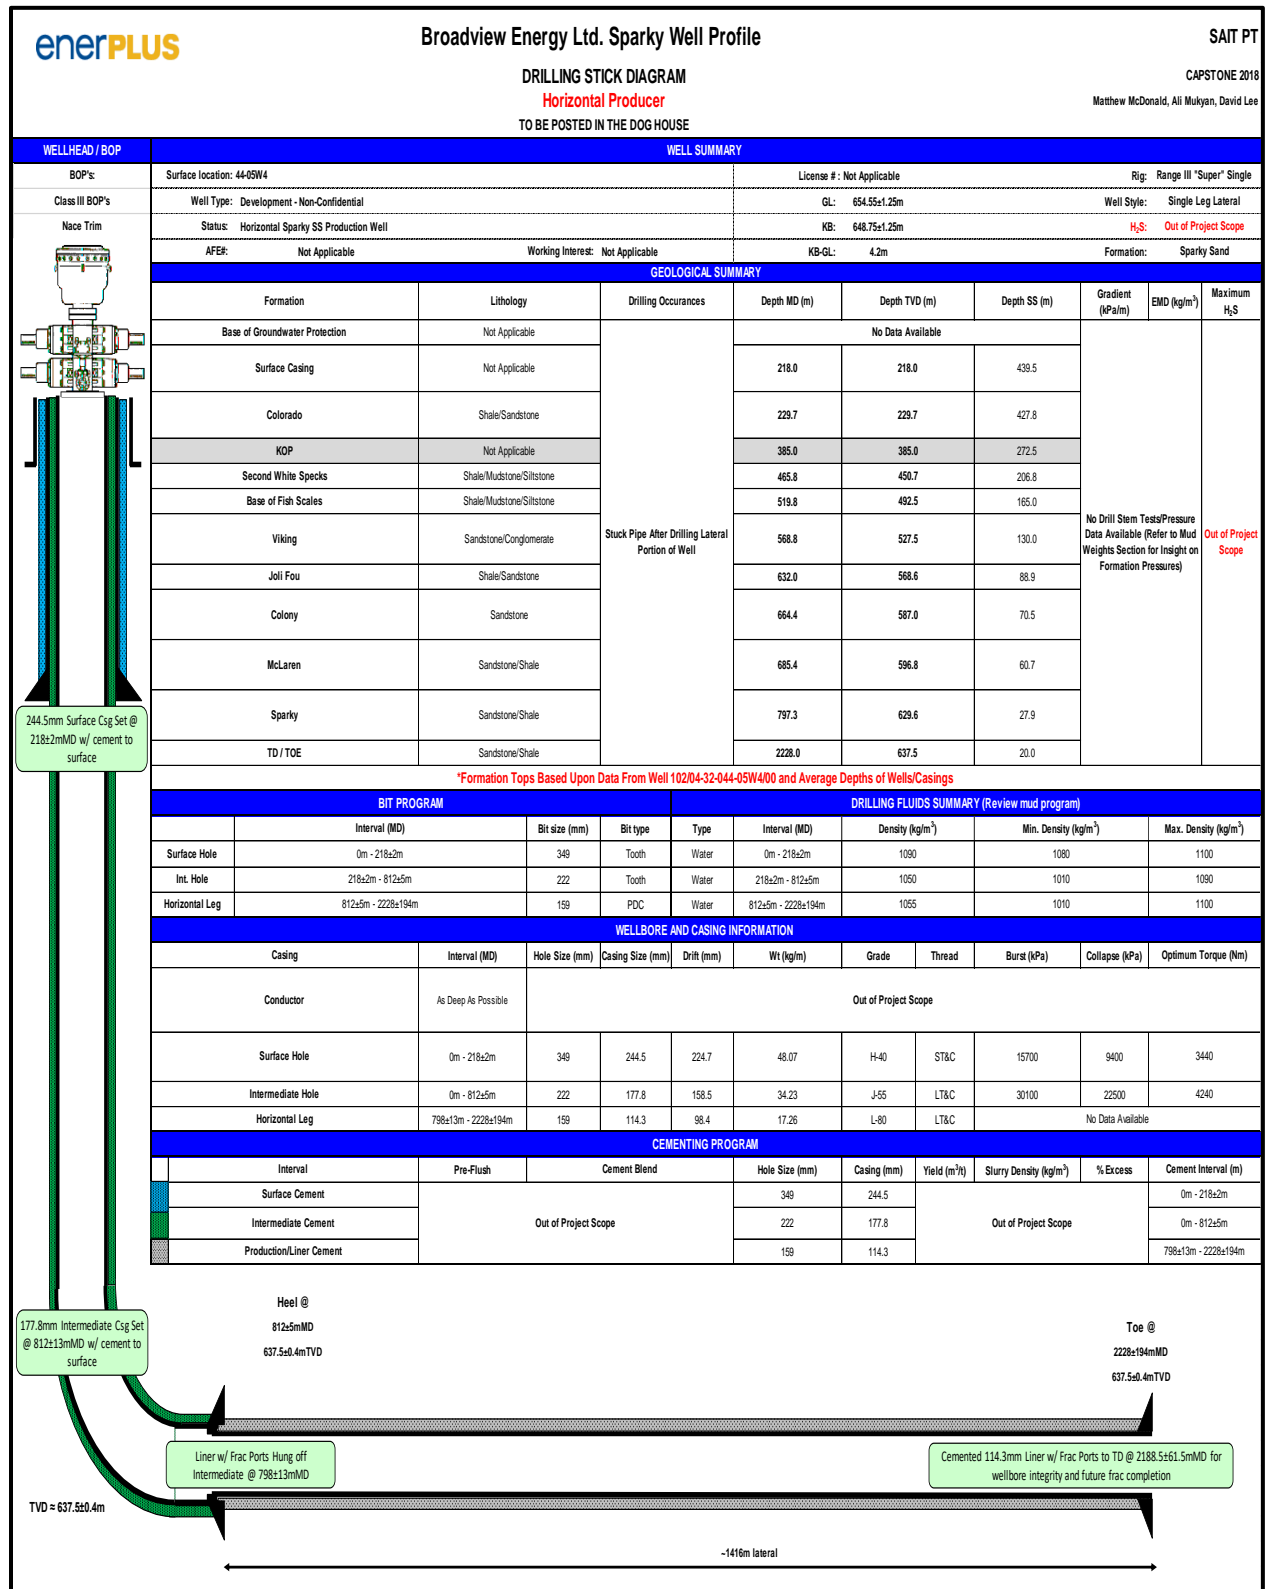 enerPLUS
Broadview Energy Ltd. Sparky Well Profile
SAIT PT
DRILLING STICK DIAGRAM
CAPSTONE 2018
Horizontal Producer
Matthew McDonald, Ali Mukyan, David Lee
TO BE POSTED IN THE DOG HOUSE
WELLHEAD / BOP
WELL SUMMARY
BOP's:
Surface location: 44-05W4
License # : Not Applicable
Rig: Range III "Super" Single
Class III BOP's
Well Type: Development - Non-Confidential
GL: 654.55±1.25m
Well Style: Single Leg Lateral
Nace Trim
Status: Horizontal Sparky SS Production Well
KB: 648.75±1.25m
H2S: Out of Project Scope
AFE#: Not Applicable
Working Interest: Not Applicable
KB-GL: 4.2m
Formation: Sparky Sand
GEOLOGICAL SUMMARY
Formation Lithology Drilling Occurances Depth MD (m) Depth TVD (m) Depth SS (m) Gradient (kPa/m) EMD (kg/m3) Maximum H2S
Base of Groundwater Protection Not Applicable No Data Available
Surface Casing Not Applicable 218.0 218.0 439.5
Colorado Shale/Sandstone 229.7 229.7 427.8
KOP Not Applicable 385.0 385.0 272.5
Second White Specks Shale/Mudstone/Siltstone 465.8 450.7 206.8
Base of Fish Scales Shale/Mudstone/Siltstone 519.8 492.5 165.0
Viking Sandstone/Conglomerate 568.8 527.5 130.0
Stuck Pipe After Drilling Lateral
Portion of Well
No Drill Stem Tests/Pressure
Data Available (Refer to Mud
Weights Section for Insight on
Formation Pressures)
Out of Project
Scope
Joli Fou Shale/Sandstone 632.0 568.6 88.9
Colony Sandstone 664.4 587.0 70.5
McLaren Sandstone/Shale 685.4 596.8 60.7
Sparky Sandstone/Shale 797.3 629.6 27.9
TD / TOE Sandstone/Shale 2228.0 637.5 20.0
*Formation Tops Based Upon Data From Well 102/04-32-044-05W4/00 and Average Depths of Wells/Casings
244.5mm Surface Csg Set @
218±2mMD w/ cement to
surface
BIT PROGRAM
DRILLING FLUIDS SUMMARY (Review mud program)
Interval (MD) Bit size (mm) Bit type Type Interval (MD) Density (kg/m3) Min. Density (kg/m3) Max. Density (kg/m3)
Surface Hole 0m - 218±2m 349 Tooth Water 0m - 218±2m 1090 1080 1100
Int. Hole 218±2m - 812±5m 222 Tooth Water 218±2m - 812±5m 1050 1010 1090
Horizontal Leg 812±5m - 2228±194m 159 PDC Water 812±5m - 2228±194m 1055 1010 1100
WELLBORE AND CASING INFORMATION
Casing Interval (MD) Hole Size (mm) Casing Size (mm) Drift (mm) Wt (kg/m) Grade Thread Burst (kPa) Collapse (kPa) Optimum Torque (Nm)
Conductor As Deep As Possible Out of Project Scope
Surface Hole 0m - 218±2m 349 244.5 224.7 48.07 H-40 ST&C 15700 9400 3440
Intermediate Hole 0m - 812±5m 222 177.8 158.5 34.23 J-55 LT&C 30100 22500 4240
Horizontal Leg 798±13m - 2228±194m 159 114.3 98.4 17.26 L-80 LT&C No Data Available
CEMENTING PROGRAM
Interval Pre-Flush Cement Blend Hole Size (mm) Casing (mm) Yield (m3/t) Slurry Density (kg/m3) % Excess Cement Interval (m)
Surface Cement 349 244.5 0m - 218±2m
Intermediate Cement Out of Project Scope 222 177.8 Out of Project Scope 0m - 812±5m
Production/Liner Cement 159 114.3 798±13m - 2228±194m
177.8mm Intermediate Csg Set
@ 812±13mMD w/ cement to
surface
Heel @
812±5mMD
637.5±0.4mTVD
Toe @
2228±194mMD
637.5±0.4mTVD
Liner w/ Frac Ports Hung off
Intermediate @ 798±13mMD
Cemented 114.3mm Liner w/ Frac Ports to TD @ 2188.5±61.5mMD for
wellbore integrity and future frac completion
TVD ≈ 637.5±0.4m
~1416m lateral